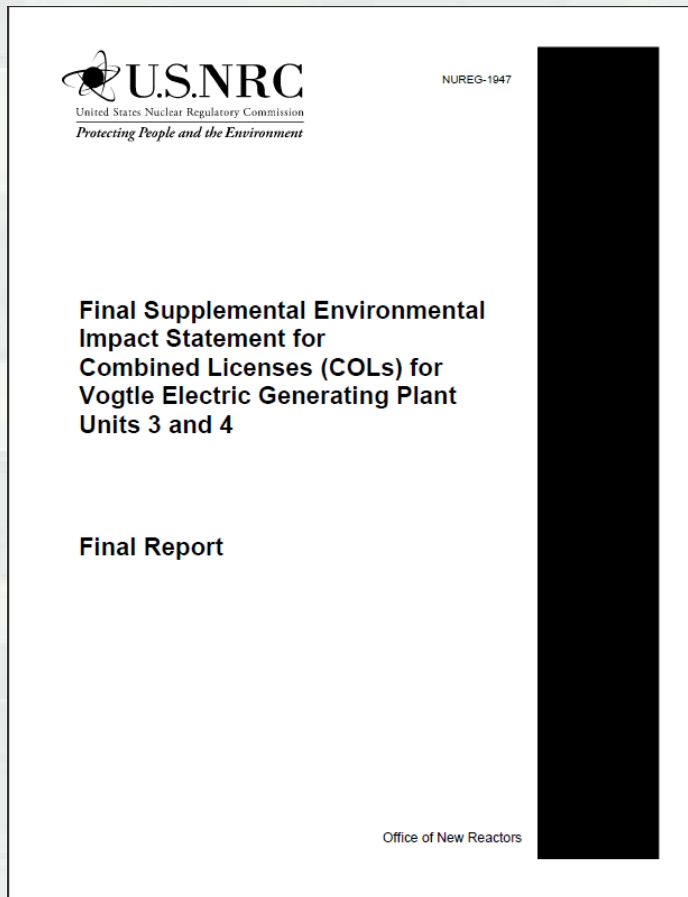 U.S.NRC
United States Nuclear Regulatory Commission
Protecting People and the Environment
NUREG-1947
Final Supplemental Environmental
Impact Statement for
Combined Licenses (COLs) for
Vogtle Electric Generating Plant
Units 3 and 4
Final Report
Office of New Reactors